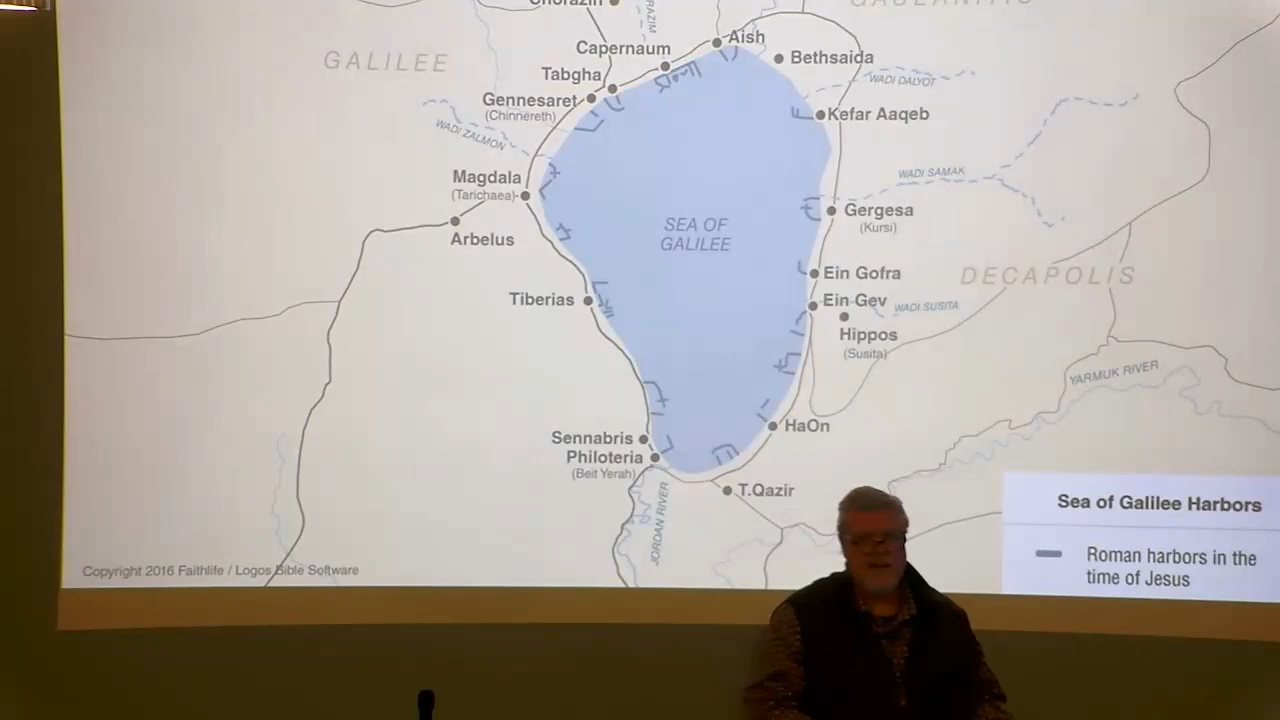 Chorazin
GAULANITIS
GALILEE
Aish
Capernaum
Bethsaida
Tabgha
WADI DALYOT
Gennesaret
(Chinnereth)
Kefar Aaqeb
WADI ZALMON
WADI SAMAK
Magdala
(Tarichaea)
Gergesa
(Kursi)
SEA OF
GALILEE
Arbelus
Ein Gofra
DECAPOLIS
Tiberias
Ein Gev
WADI SUSITA
Hippos
(Susita)
YARMUK RIVER
HaOn
Sennabris
Philoteria
(Beit Yerah)
T.Qazir
JORDAN RIVER
Sea of Galilee Harbors
Roman harbors in the
time of Jesus
Copyright 2016 Faithlife / Logos Bible Software